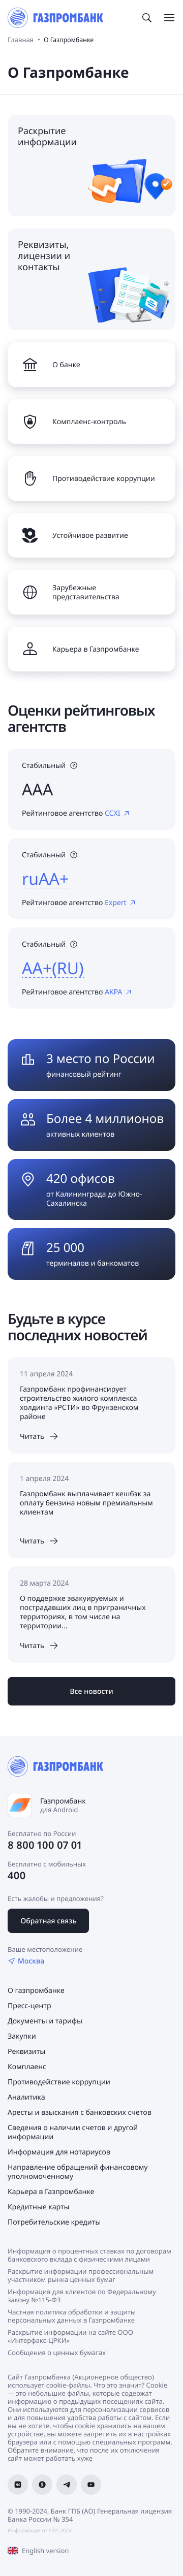 ГАЗПРОМБАНК
Главная • О Газпромбанке
О Газпромбанке
Раскрытие
информации
Реквизиты,
лицензии и
контакты
О банке
Комплаенс-контроль
Противодействие коррупции
Устойчивое развитие
Зарубежные
представительства
Карьера в Газпромбанке
Оценки рейтинговых
агентств
Стабильный
AAA
Рейтинговое агентство CCXI
Стабильный
ruAA+
Рейтинговое агентство Expert
Стабильный
AA+(RU)
Рейтинговое агентство АКРА
3 место по России
финансовый рейтинг
Более 4 миллионов
активных клиентов
420 офисов
от Калининграда до Южно-
Сахалинска
25 000
терминалов и банкоматов
Будьте в курсе
последних новостей
11 апреля 2024
Газпромбанк профинансирует
строительство жилого комплекса
холдинга «РСТИ» во Фрунзенском
районе
Читать
1 апреля 2024
Газпромбанк выплачивает кешбэк за
оплату бензина новым премиальным
клиентам
Читать
28 марта 2024
О поддержке эвакуируемых и
пострадавших лиц в приграничных
территориях, в том числе на
территории...
Читать
Все новости
ГАЗПРОМБАНК
Газпромбанк
для Android
Бесплатно по России
8 800 100 07 01
Бесплатно с мобильных
400
Есть жалобы и предложения?
Обратная связь
Ваше местоположение
Москва
О газпромбанке
Пресс-центр
Документы и тарифы
Закупки
Реквизиты
Комплаенс
Противодействие коррупции
Аналитика
Аресты и взыскания с банковских счетов
Сведения о наличии счетов и другой
информации
Информация для нотариусов
Направление обращений финансовому
уполномоченному
Карьера в Газпромбанке
Кредитные карты
Потребительские кредиты
Информация о процентных ставках по договорам
банковского вклада с физическими лицами
Раскрытие информации профессиональным
участником рынка ценных бумаг
Информация для клиентов по Федеральному
закону №115-ФЗ
Частная политика обработки и защиты
персональных данных в Газпромбанке
Раскрытие информации на сайте ООО
«Интерфакс-ЦРКИ»
Сообщения о ценных бумагах
Сайт Газпромбанка (Акционерное общество)
использует cookie-файлы. Что это значит? Cookie
— это небольшие файлы, которые содержат
информацию о предыдущих посещениях сайта.
Они используются для персонализации сервисов
и для повышения удобства работы с сайтом. Если
вы не хотите, чтобы cookie хранились на вашем
устройстве, вы можете запретить их в настройках
браузера или с помощью специальных программ.
Обратите внимание, что после их отключения
сайт может работать хуже
© 1990-2024, Банк ГПБ (АО) Генеральная лицензия
Банка России № 354
Информация от 5.01.2024
English version